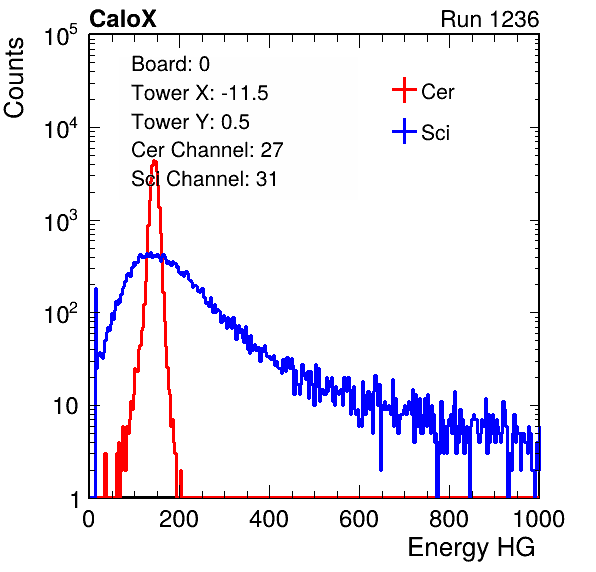 CaloX Run 1236
Counts
10^5
10^4
10^3
10^2
10
1
Board: 0
Tower X: -11.5
Tower Y: 0.5
Cer Channel: 27
Sci Channel: 31
Cer
Sci
0 200 400 600 800 1000
Energy HG